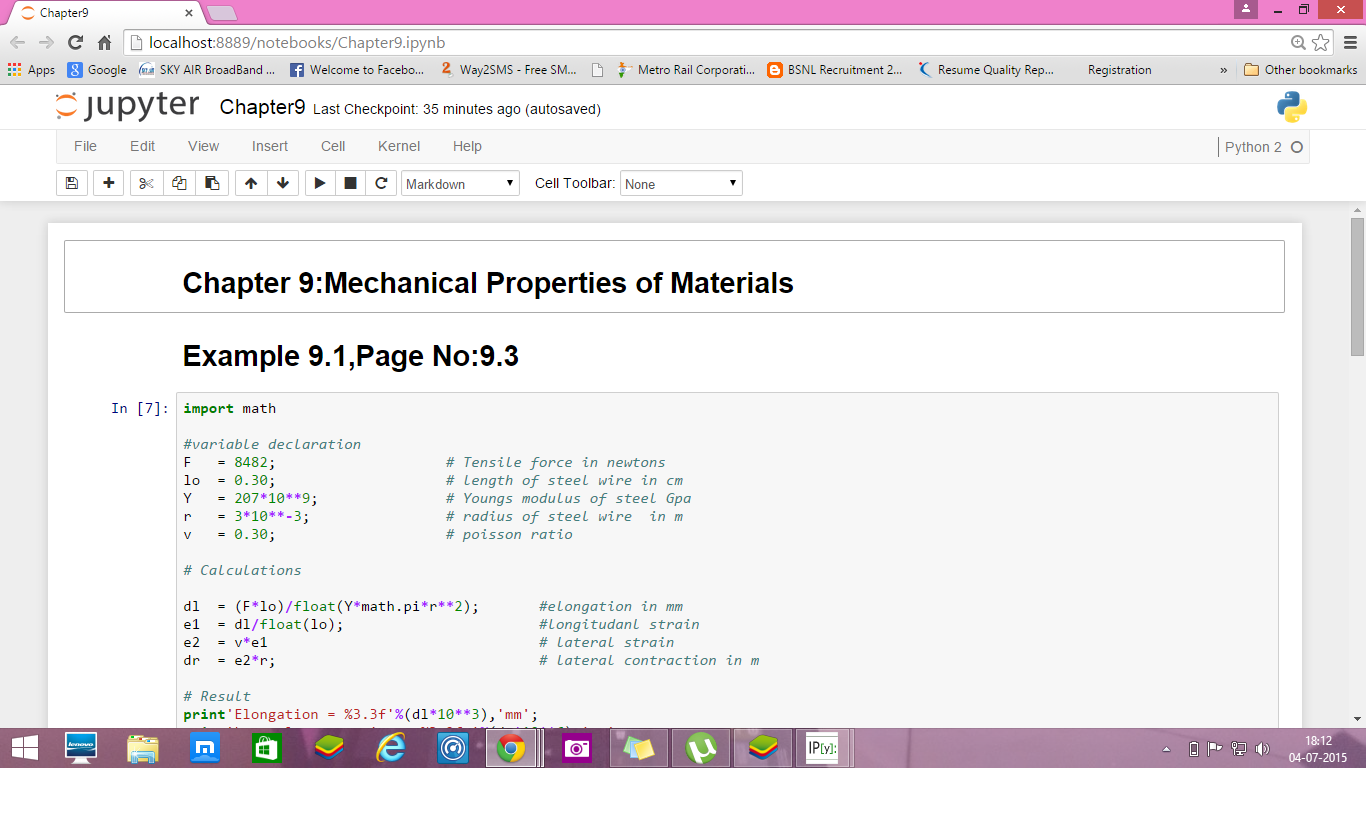 Chapter9
localhost:8889/notebooks/Chapter9.ipynb
Apps Google SKY AIR BroadBand ... Welcome to Facebo... Way2SMS - Free SM... Metro Rail Corporati... BSNL Recruitment 2... Resume Quality Rep... Registration » Other bookmarks
jupyter Chapter9 Last Checkpoint: 35 minutes ago (autosaved)
File Edit View Insert Cell Kernel Help Python 2
Markdown Cell Toolbar: None
Chapter 9:Mechanical Properties of Materials
Example 9.1,Page No:9.3
In [7]: import math
#variable declaration
F = 8482; # Tensile force in newtons
lo = 0.30; # length of steel wire in cm
Y = 207*10**9; # Youngs modulus of steel Gpa
r = 3*10**-3; # radius of steel wire in m
v = 0.30; # poisson ratio
# Calculations
dl = (F*lo)/float(Y*math.pi*r**2); #elongation in mm
e1 = dl/float(lo); #longitudanl strain
e2 = v*e1 # lateral strain
dr = e2*r; # lateral contraction in m
# Result
print'Elongation = %3.3f'%(dl*10**3),'mm';
lenovo IP[y]:
18:12
04-07-2015